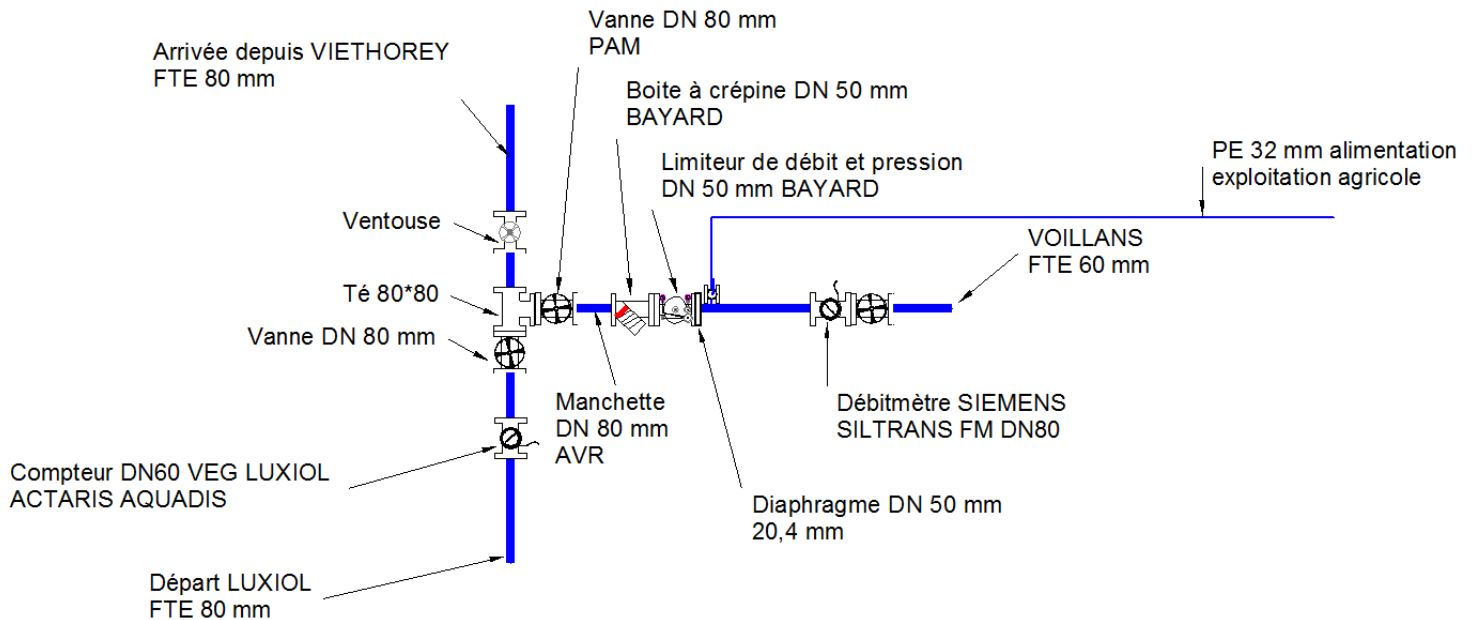 Vanne DN 80 mm
PAM
Arrivée depuis VIETHOREY
FTE 80 mm
Boite à crépine DN 50 mm
BAYARD
Limiteur de débit et pression
DN 50 mm BAYARD
PE 32 mm alimentation
exploitation agricole
Ventouse
VOILLANS
FTE 60 mm
Té 80*80
Vanne DN 80 mm
Manchette
DN 80 mm
AVR
Débitmètre SIEMENS
SILTRANS FM DN80
Compteur DN60 VEG LUXIOL
ACTARIS AQUADIS
Diaphragme DN 50 mm
20,4 mm
Départ LUXIOL
FTE 80 mm